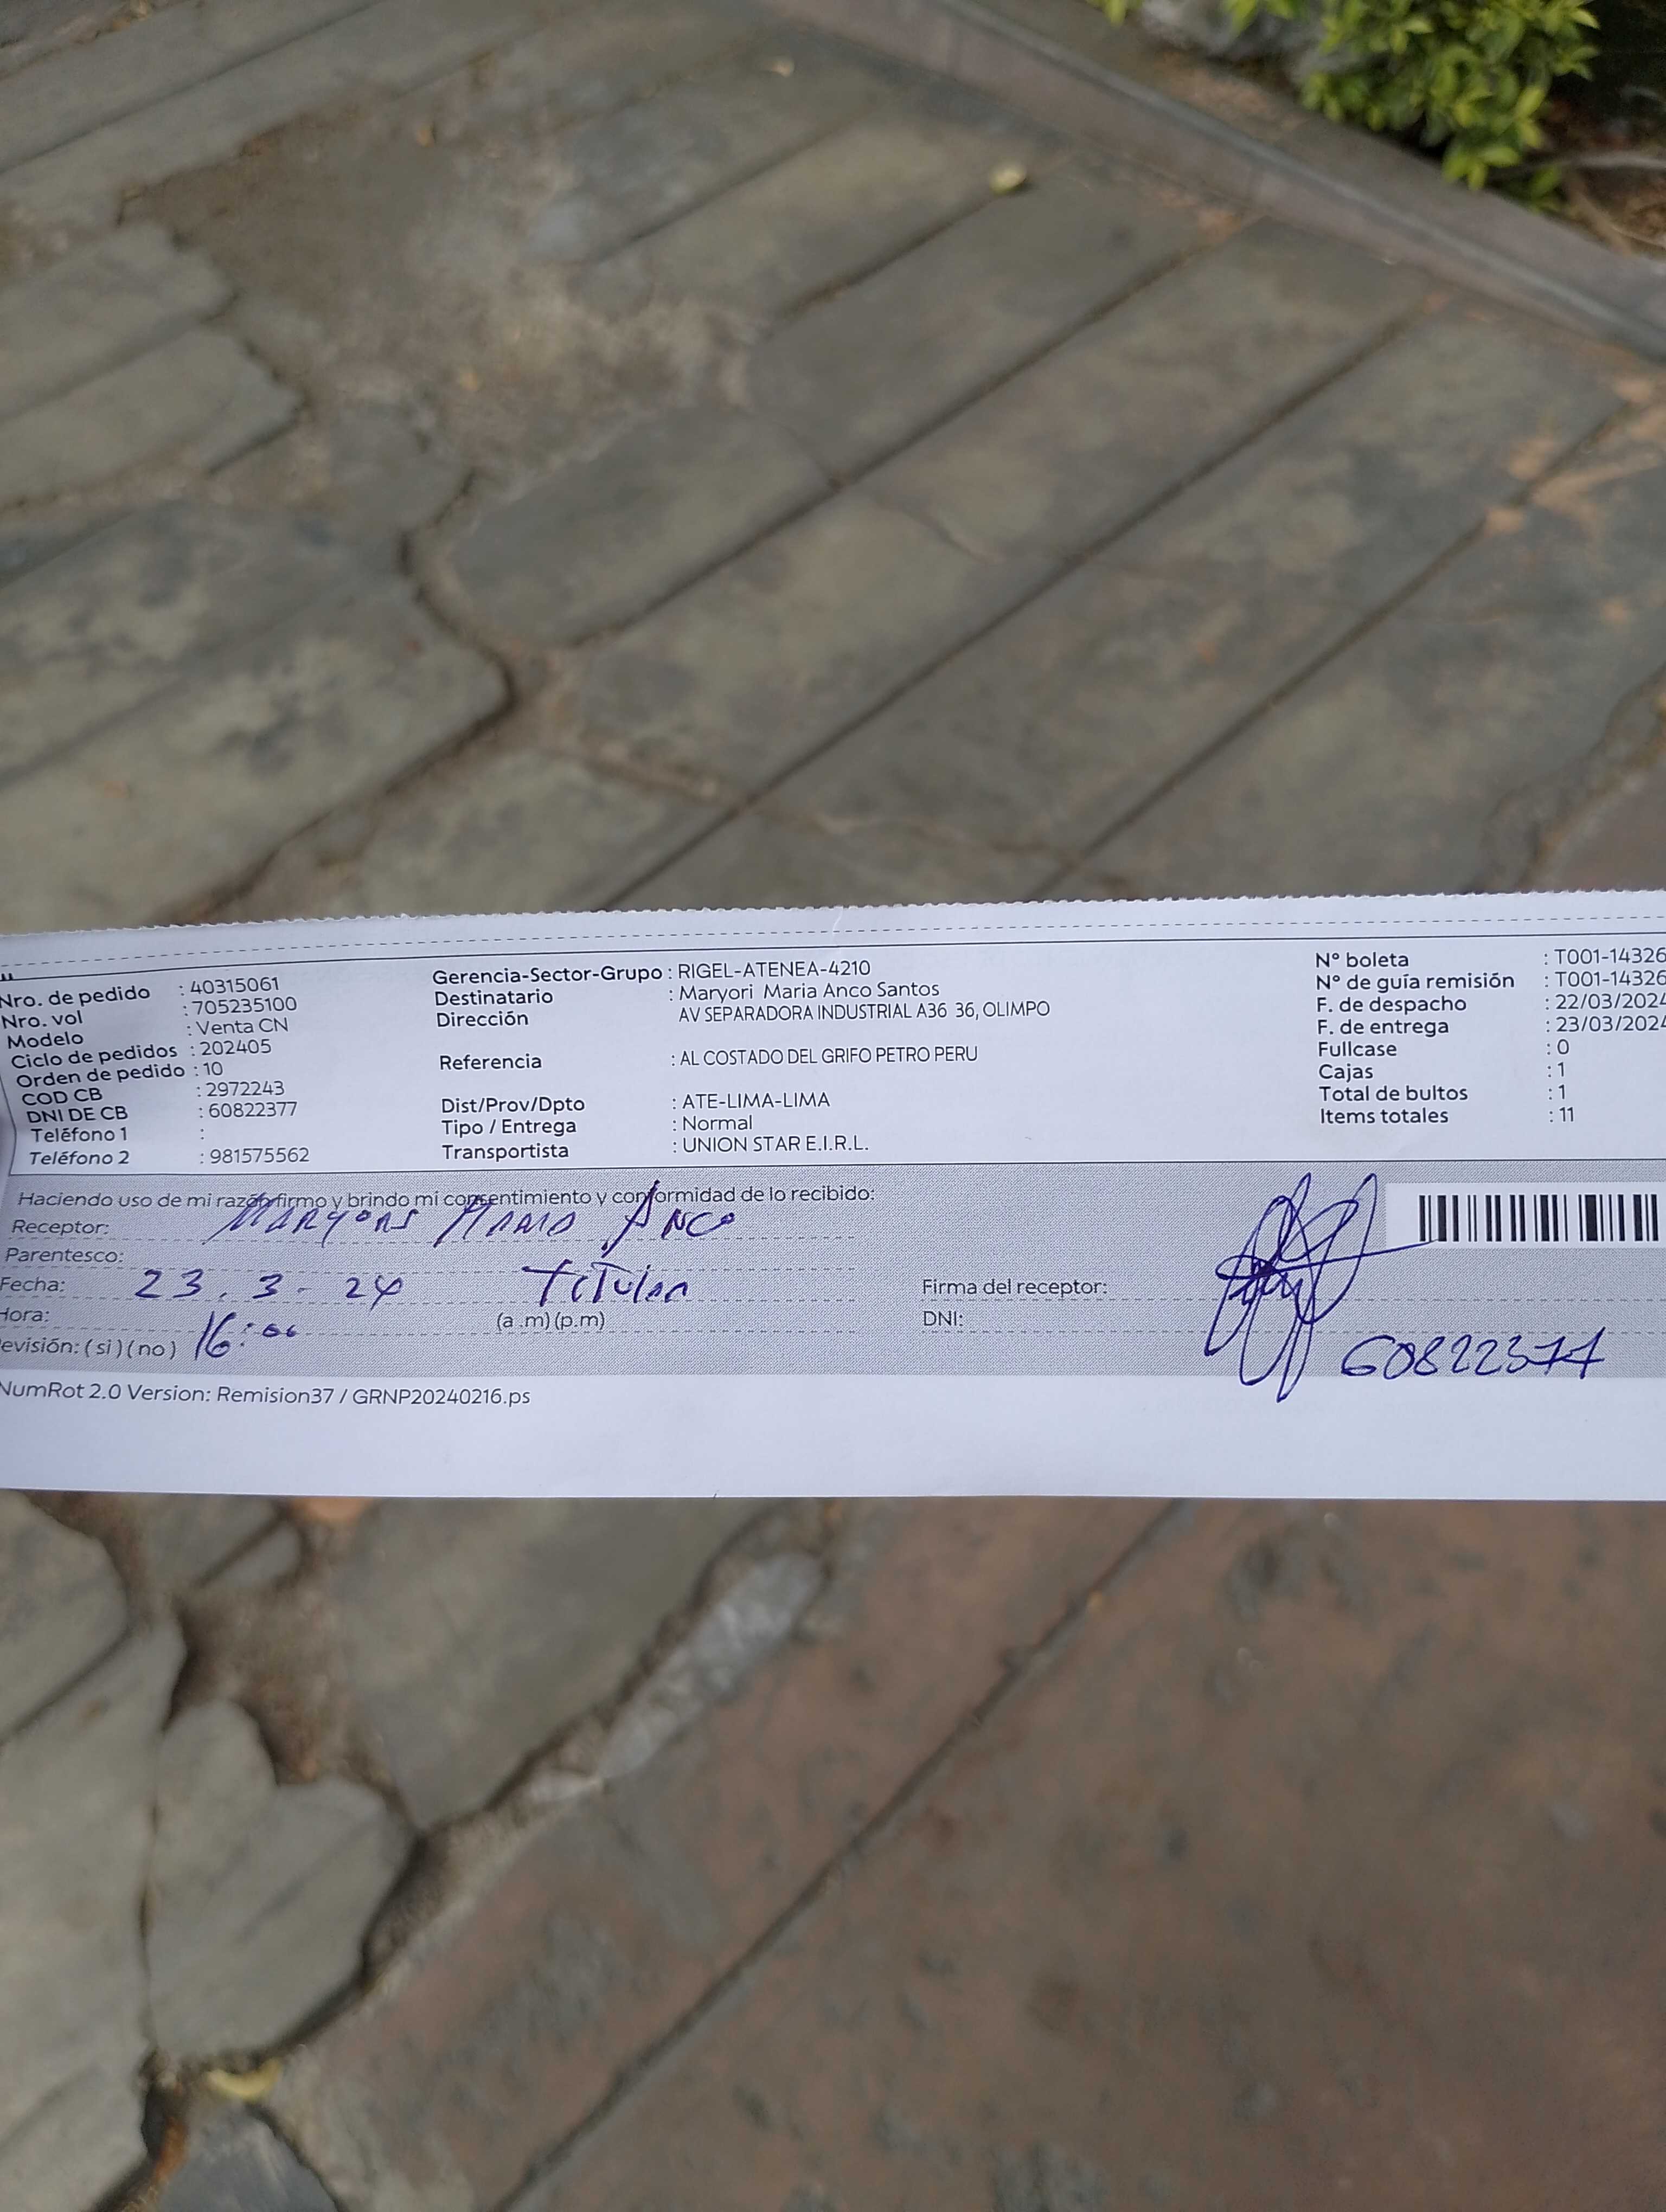 Nro. de pedido : 40315061
Nro. vol : 705235100
Modelo : Venta CN
Ciclo de pedidos : 202405
Orden de pedido : 10
COD CB : 2972243
DNI DE CB : 60822377
Teléfono 1 :
Teléfono 2 : 981575562
Gerencia-Sector-Grupo : RIGEL-ATENEA-4210
Destinatario : Maryori Maria Anco Santos
Dirección AV SEPARADORA INDUSTRIAL A36 36, OLIMPO
Referencia : AL COSTADO DEL GRIFO PETRO PERU
Dist/Prov/Dpto : ATE-LIMA-LIMA
Tipo / Entrega : Normal
Transportista : UNION STAR E.I.R.L.
N° boleta : T001-14326
N° de guía remisión : T001-14326
F. de despacho : 22/03/2024
F. de entrega : 23/03/2024
Fullcase : 0
Cajas : 1
Total de bultos : 1
Items totales : 11
Haciendo uso de mi razón firmo y brindo mi consentimiento y conformidad de lo recibido:
Receptor: Anco
Parentesco:
Fecha: 23.3-24 Titular
Hora: 16:00 (a .m) (p.m)
evisión: ( si ) ( no )
Firma del receptor:
DNI: 60822377
NumRot 2.0 Version: Remision37 / GRNP20240216.ps